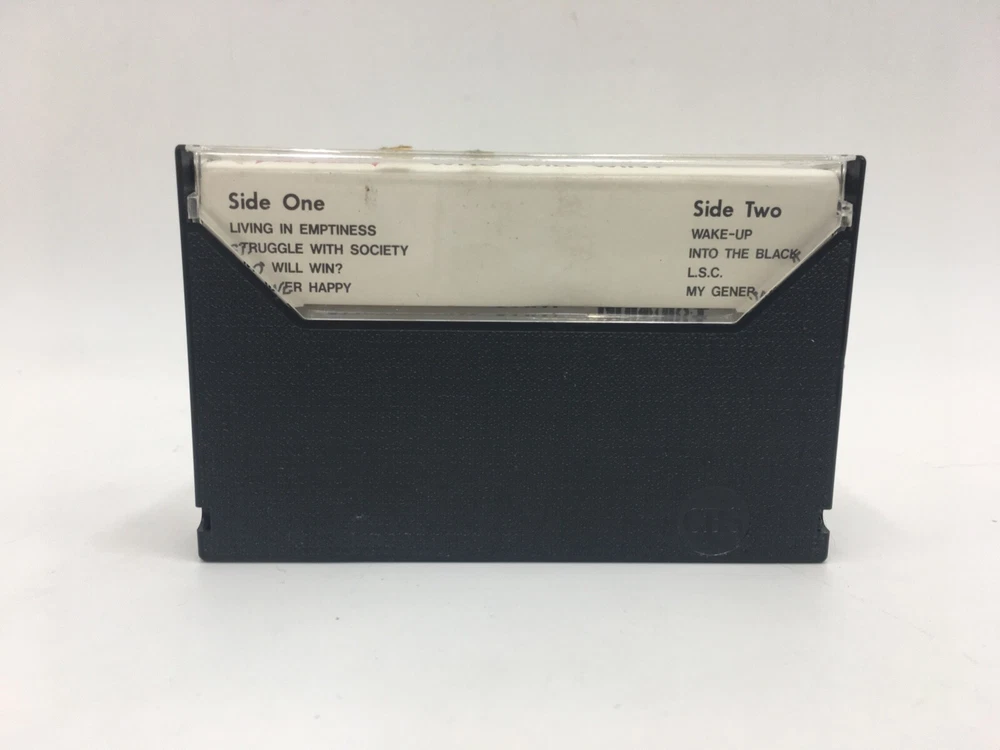 Side One
LIVING IN EMPTINESS
STRUGGLE WITH SOCIETY
WILL WIN?
HAPPY
Side Two
WAKE-UP
INTO THE BLACK
L.S.C.
MY